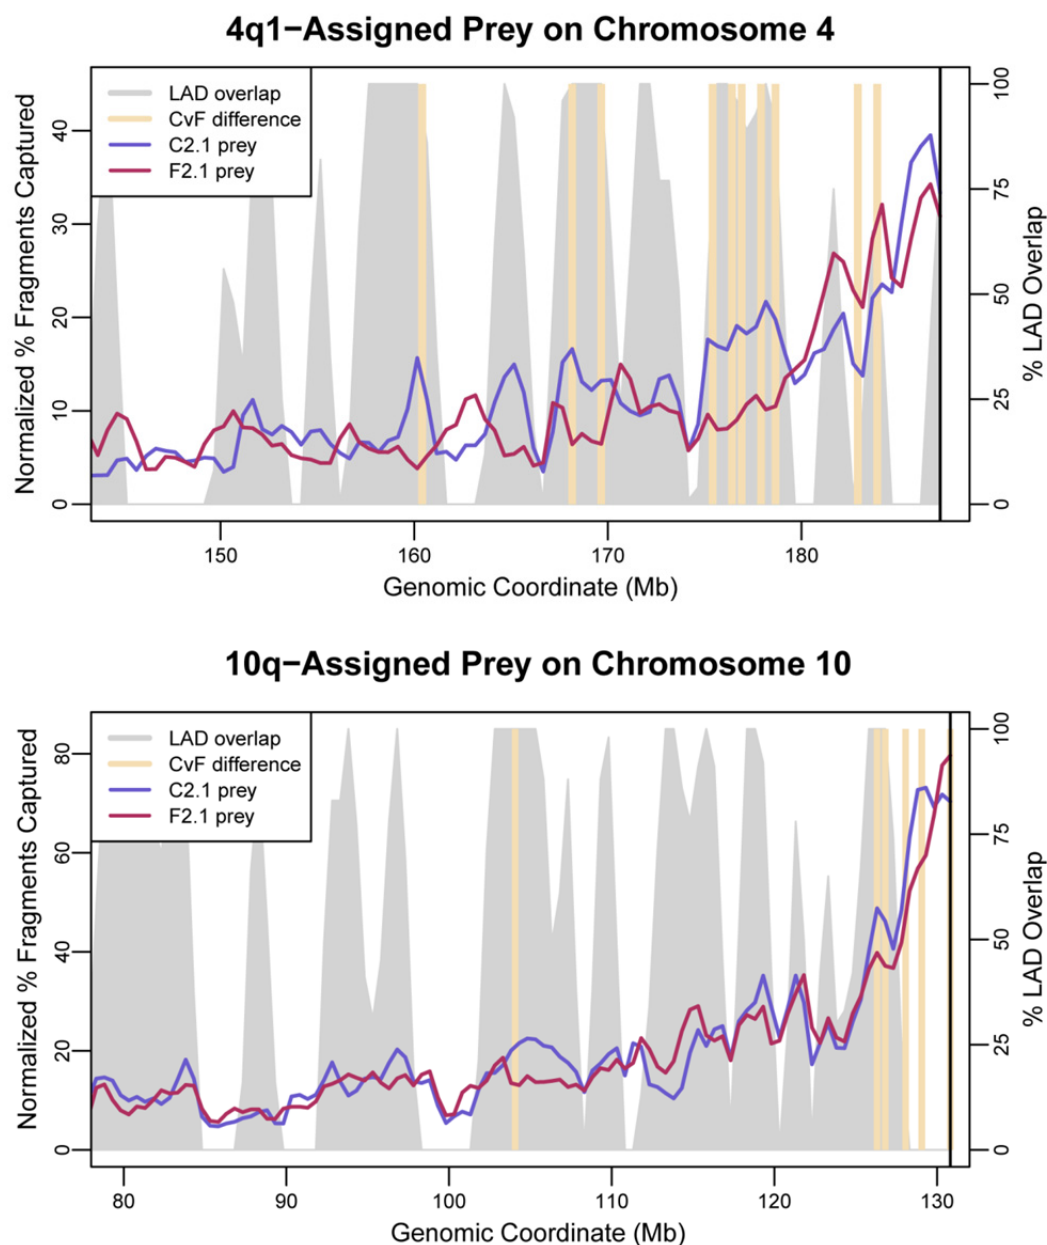 4q1−Assigned Prey on Chromosome 4
LAD overlap
CvF difference
C2.1 prey
F2.1 prey
Normalized % Fragments Captured
0
10
20
30
40
% LAD Overlap
0
25
50
75
100
150
160
170
180
Genomic Coordinate (Mb)
10q−Assigned Prey on Chromosome 10
LAD overlap
CvF difference
C2.1 prey
F2.1 prey
Normalized % Fragments Captured
0
20
40
60
80
% LAD Overlap
0
25
50
75
100
80
90
100
110
120
130
Genomic Coordinate (Mb)